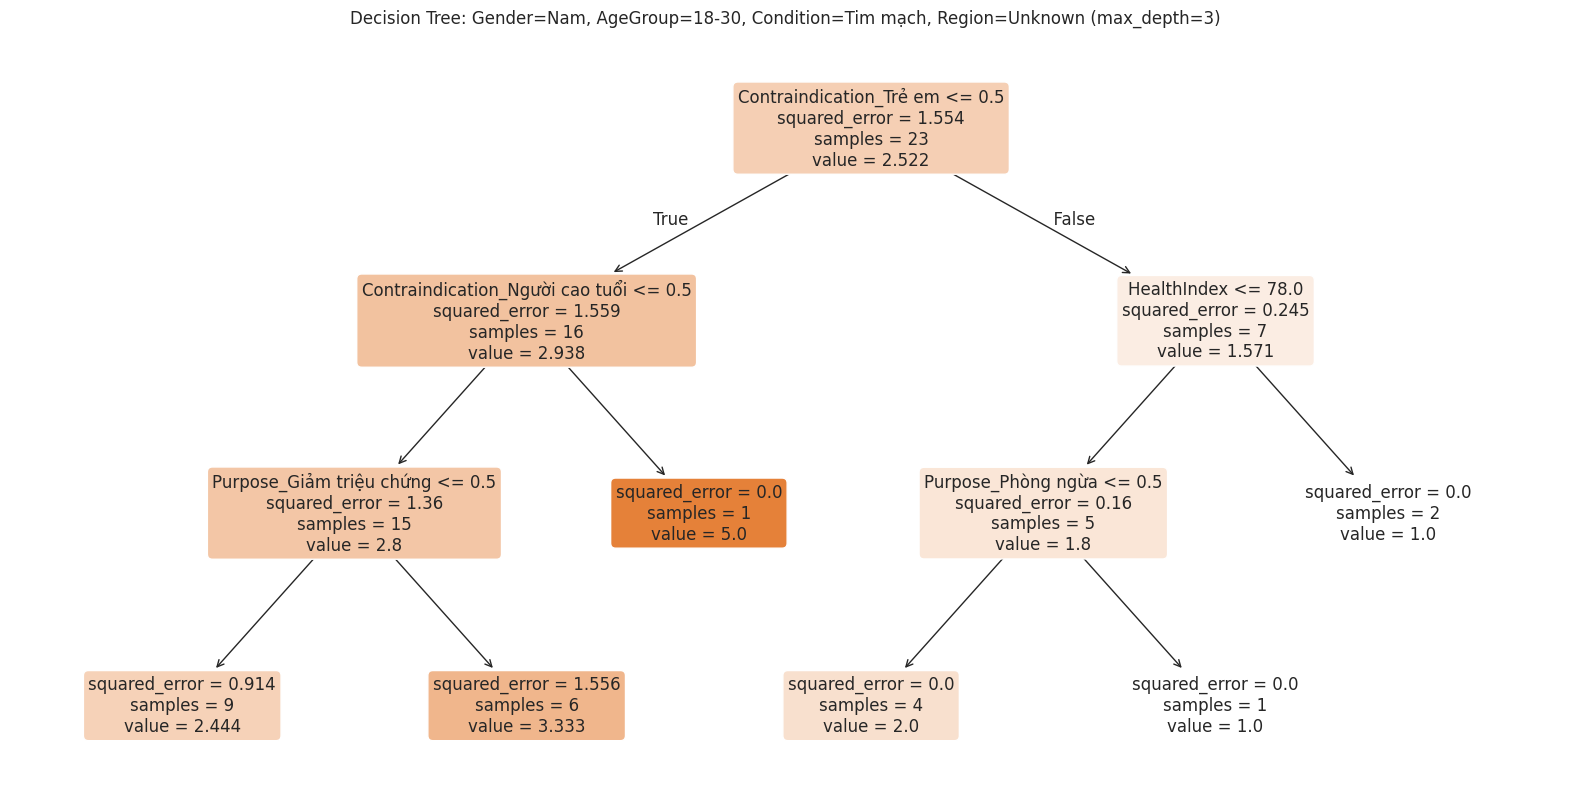 Decision Tree: Gender=Nam, AgeGroup=18-30, Condition=Tim mạch, Region=Unknown (max_depth=3)
Contraindication_Trẻ em <= 0.5
squared_error = 1.554
samples = 23
value = 2.522
True
False
Contraindication_Người cao tuổi <= 0.5
squared_error = 1.559
samples = 16
value = 2.938
HealthIndex <= 78.0
squared_error = 0.245
samples = 7
value = 1.571
Purpose_Giảm triệu chứng <= 0.5
squared_error = 1.36
samples = 15
value = 2.8
squared_error = 0.0
samples = 1
value = 5.0
Purpose_Phòng ngừa <= 0.5
squared_error = 0.16
samples = 5
value = 1.8
squared_error = 0.0
samples = 2
value = 1.0
squared_error = 0.914
samples = 9
value = 2.444
squared_error = 1.556
samples = 6
value = 3.333
squared_error = 0.0
samples = 4
value = 2.0
squared_error = 0.0
samples = 1
value = 1.0